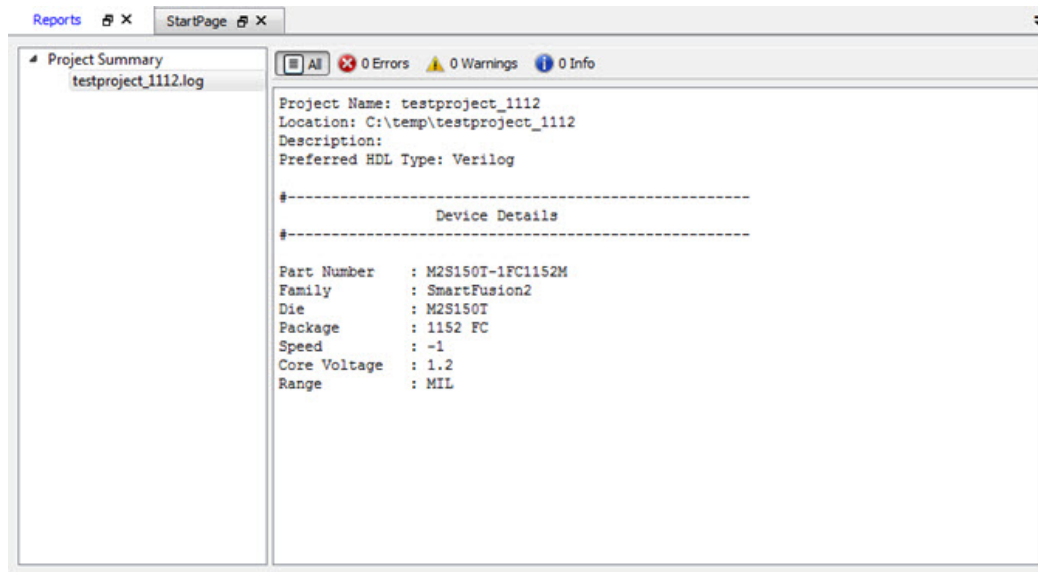 Reports
StartPage
Project Summary
testproject_1112.log
All 0 Errors 0 Warnings 0 Info
Project Name: testproject_1112
Location: C:\temp\testproject_1112
Description:
Preferred HDL Type: Verilog
#-----------------------------------------------------
Device Details
#-----------------------------------------------------
Part Number : M2S150T-1FC1152M
Family : SmartFusion2
Die : M2S150T
Package : 1152 FC
Speed : -1
Core Voltage : 1.2
Range : MIL